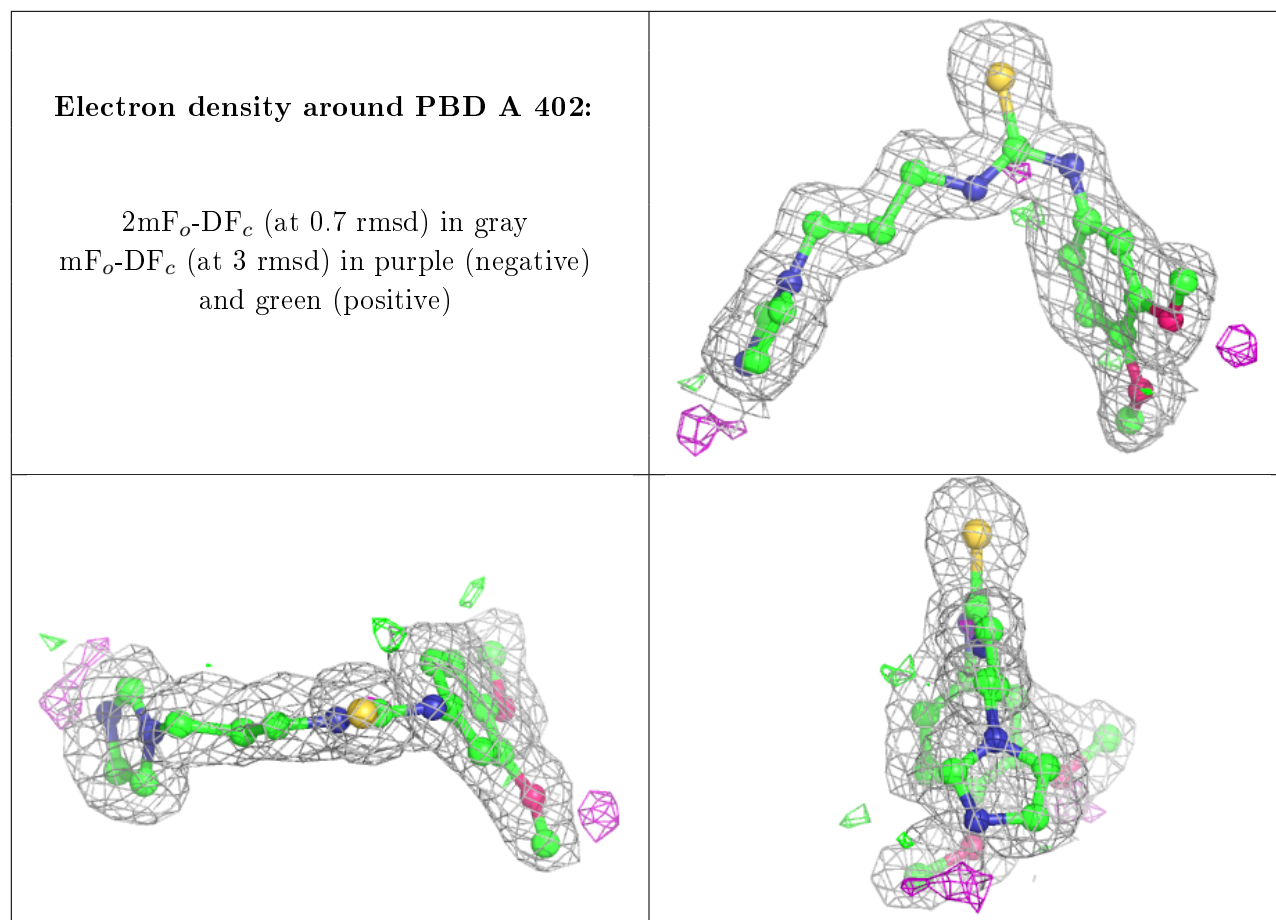 Electron density around PBD A 402:
2mFo-DFc (at 0.7 rmsd) in gray
mFo-DFc (at 3 rmsd) in purple (negative)
and green (positive)